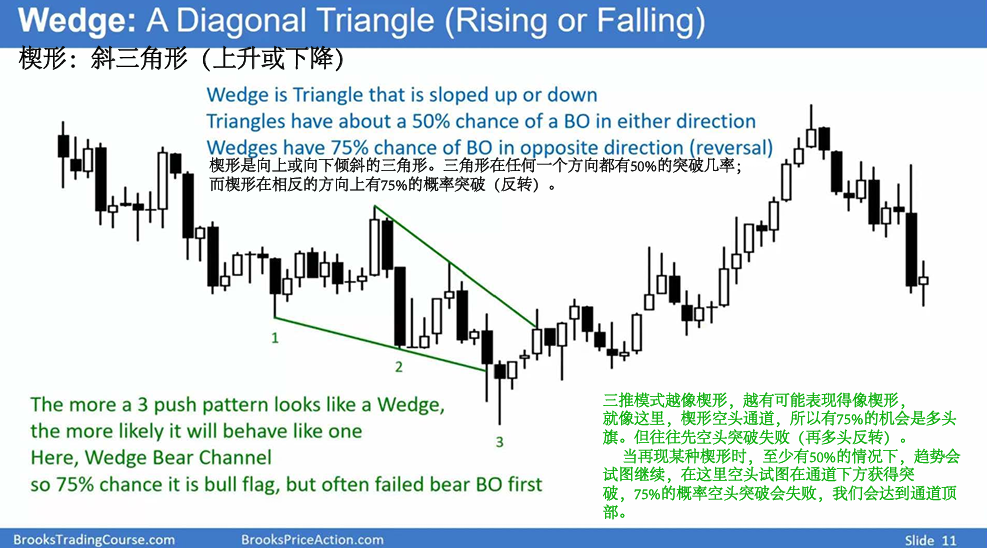 Wedge: A Diagonal Triangle (Rising or Falling)
楔形：斜三角形（上升或下降）
Wedge is Triangle that is sloped up or down
Triangles have about a 50% chance of a BO in either direction
Wedges have 75% chance of BO in opposite direction (reversal)
楔形是向上或向下倾斜的三角形。三角形在任何一个方向都有50%的突破几率；
而楔形在相反的方向上有75%的概率突破（反转）。
1
2
3
The more a 3 push pattern looks like a Wedge,
the more likely it will behave like one
Here, Wedge Bear Channel
so 75% chance it is bull flag, but often failed bear BO first
三推模式越像楔形，越有可能表现得像楔形，
就像这里，楔形空头通道，所以有75%的机会是多头
旗。但往往先空头突破失败（再多头反转）。
当再现某种楔形时，至少有50%的情况下，趋势会
试图继续，在这里空头试图在通道下方获得突
破，75%的概率空头突破会失败，我们会达到通道顶
部。
BrooksTradingCourse.com
BrooksPriceAction.com
Slide 11